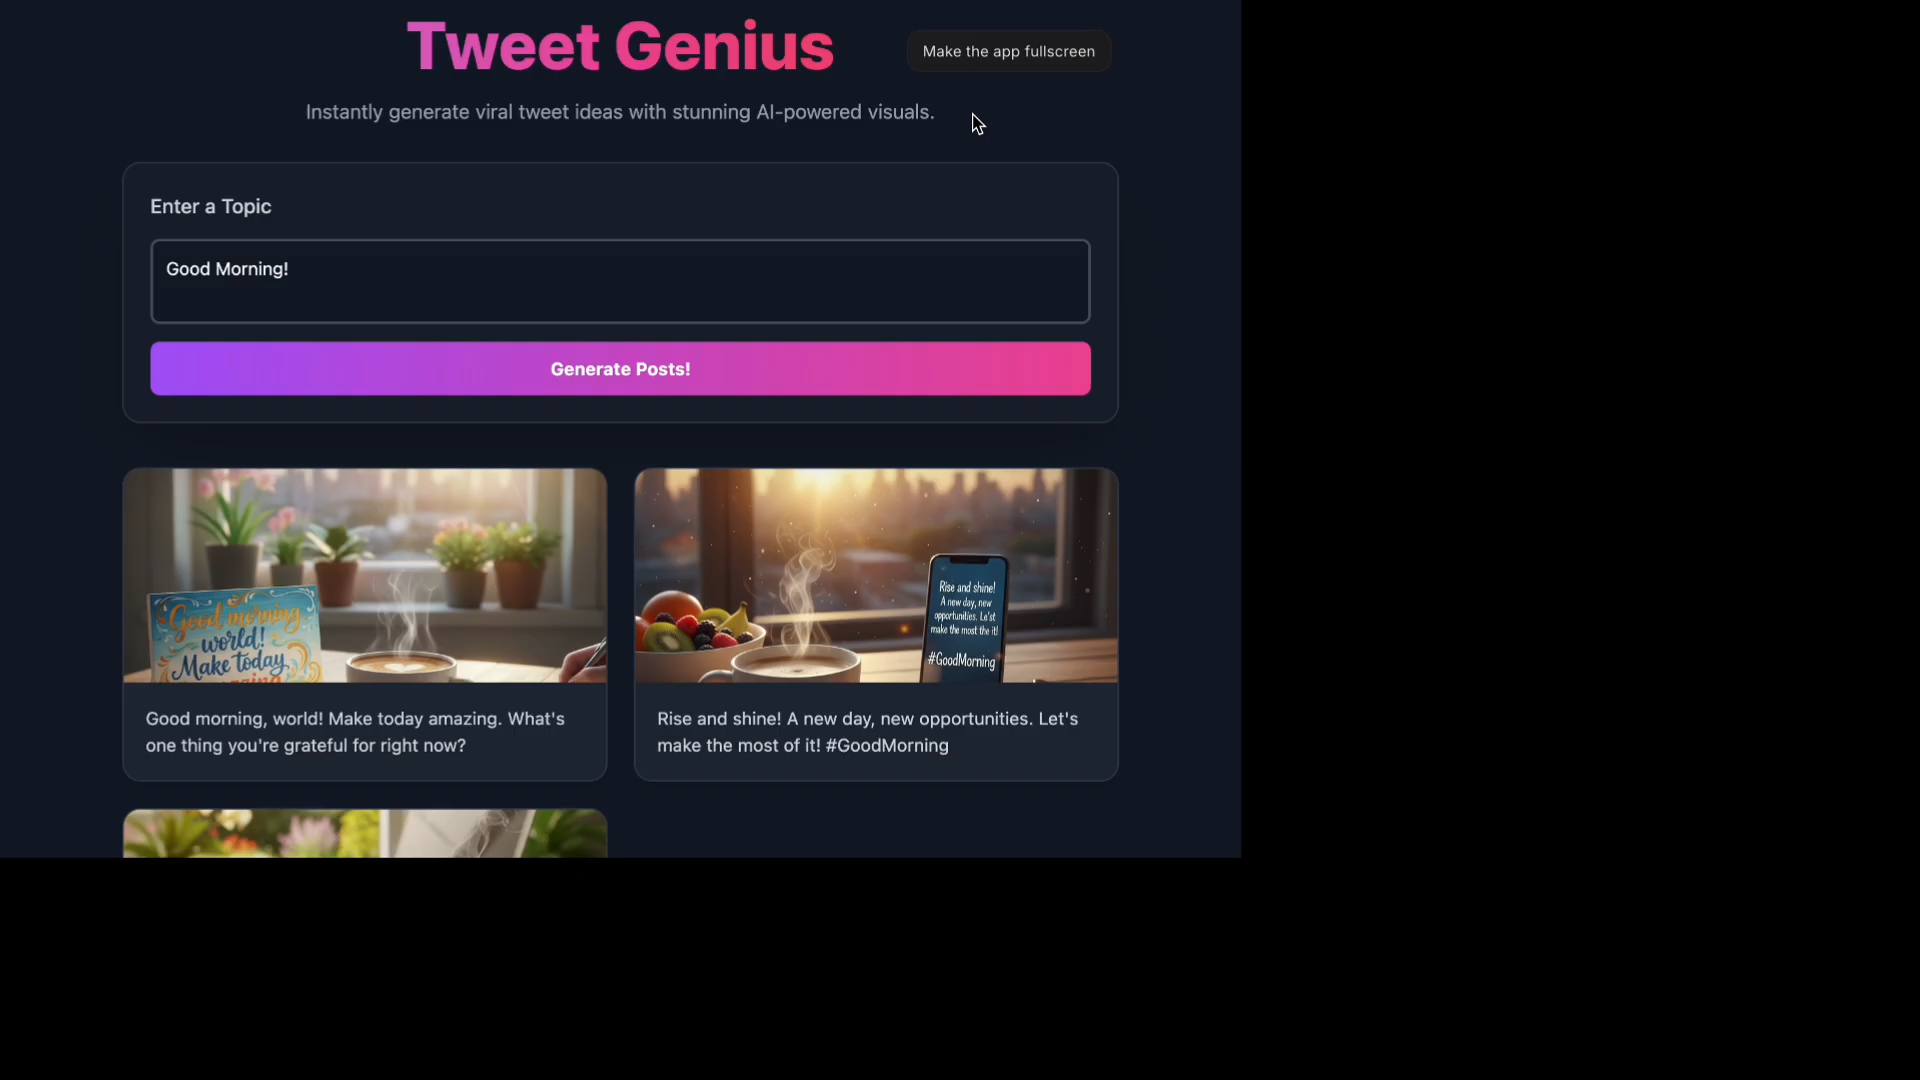 Tweet Genius
Make the app fullscreen
Instantly generate viral tweet ideas with stunning AI-powered visuals.
Enter a Topic
Good Morning!
Generate Posts!
Good morning
world!
Make today
Rise and shine!
A new day, new
opportunities. Le'st
make the most the it!
#GoodMorning
Good morning, world! Make today amazing. What's
one thing you're grateful for right now?
Rise and shine! A new day, new opportunities. Let's
make the most of it! #GoodMorning